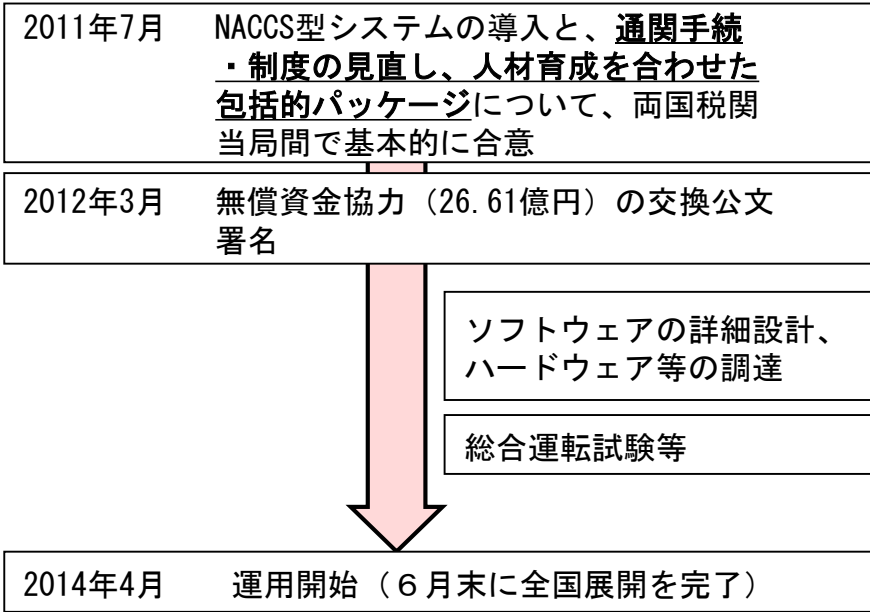 2011年7月 NACCS型システムの導入と、通関手続
・制度の見直し、人材育成を合わせた
包括的パッケージについて、両国税関
当局間で基本的に合意
2012年3月 無償資金協力（26.61億円）の交換公文
署名
ソフトウェアの詳細設計、
ハードウェア等の調達
総合運転試験等
2014年4月 運用開始（６月末に全国展開を完了）